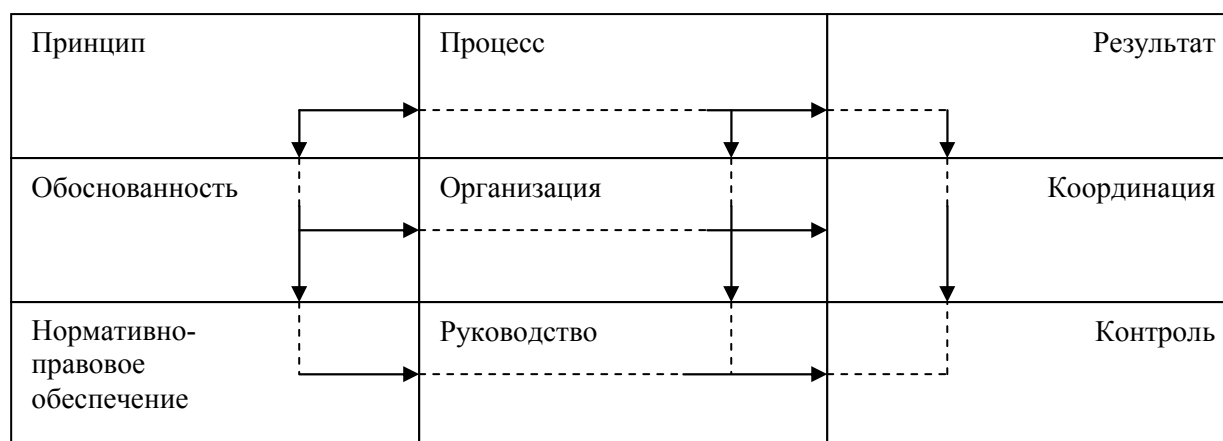 Принцип
Процесс
Результат
Обоснованность
Организация
Координация
Нормативно-
правовое
обеспечение
Руководство
Контроль